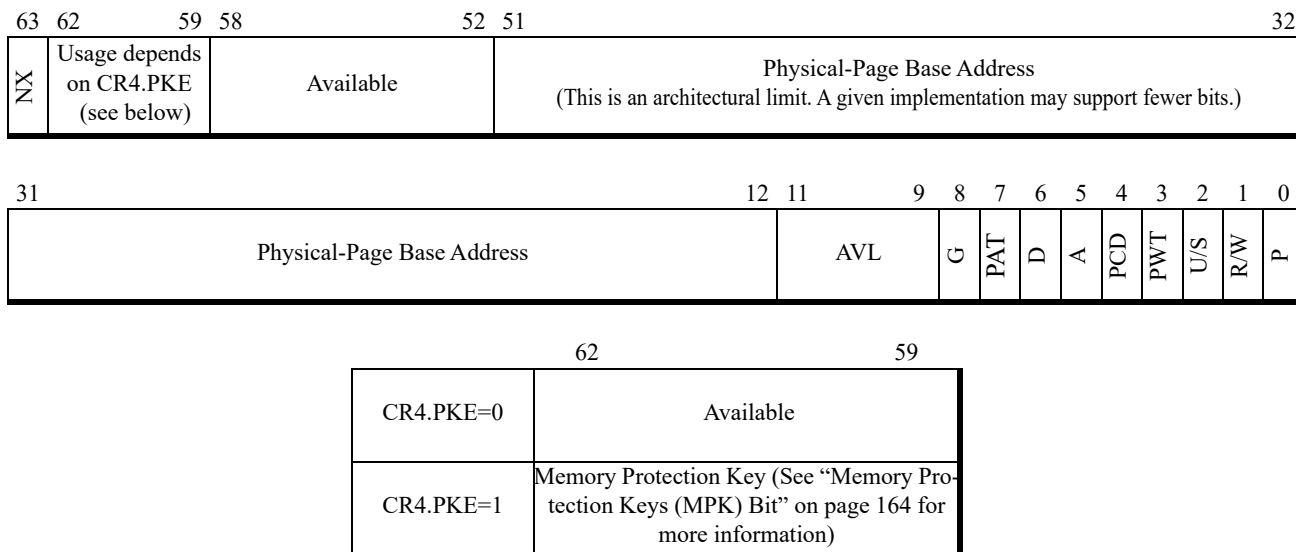 63 62 59 58 52 51 32
NX
Usage depends
on CR4.PKE
(see below)
Available
Physical-Page Base Address
(This is an architectural limit. A given implementation may support fewer bits.)
31 12 11 9 8 7 6 5 4 3 2 1 0
Physical-Page Base Address
AVL
G
PAT
D
A
PCD
PWT
U/S
R/W
P
62 59
CR4.PKE=0
Available
CR4.PKE=1
Memory Protection Key (See “Memory Pro-
tection Keys (MPK) Bit” on page 164 for
more information)